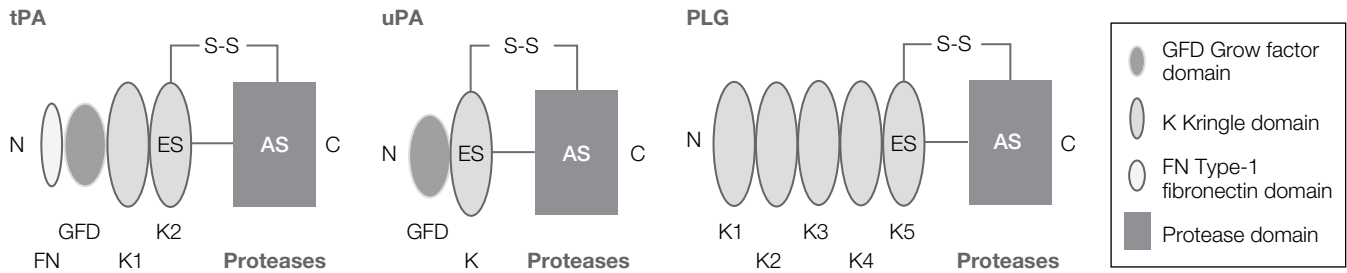 tPA
S-S
N
ES
AS
C
GFD
K2
FN
K1
Proteases
uPA
S-S
N
ES
AS
C
GFD
K
Proteases
PLG
S-S
N
ES
AS
C
K1
K3
K5
K2
K4
Proteases
GFD Grow factor
domain
K Kringle domain
FN Type-1
fibronectin domain
Protease domain